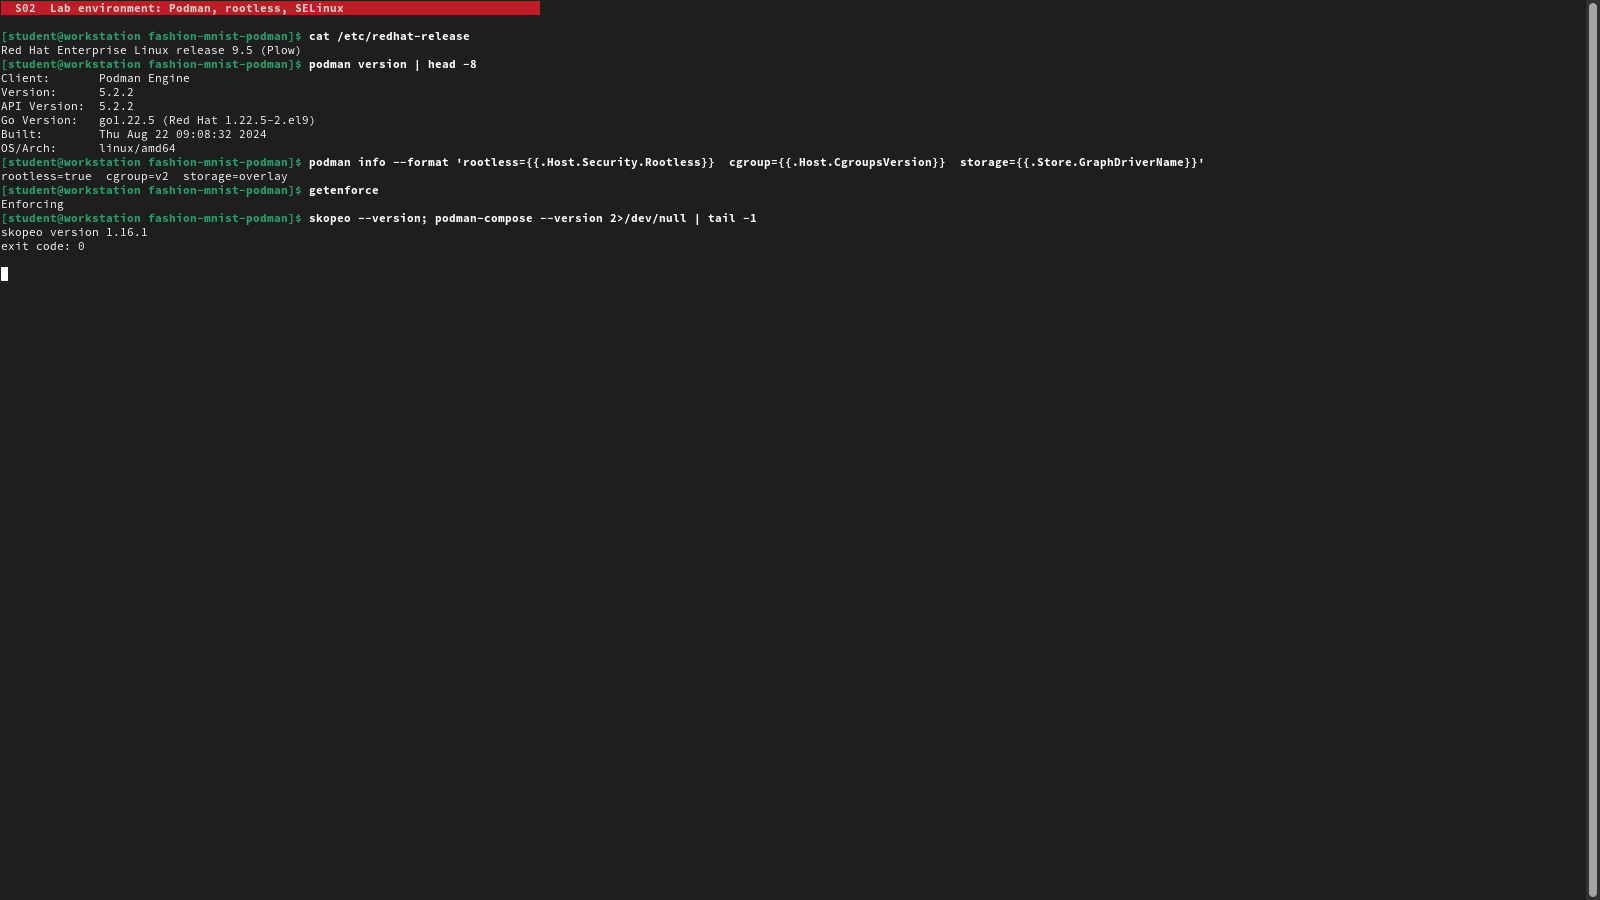 S02  Lab environment: Podman, rootless, SELinux
[student@workstation fashion-mnist-podman]$ cat /etc/redhat-release
Red Hat Enterprise Linux release 9.5 (Plow)
[student@workstation fashion-mnist-podman]$ podman version | head -8
Client:       Podman Engine
Version:      5.2.2
API Version:  5.2.2
Go Version:   go1.22.5 (Red Hat 1.22.5-2.el9)
Built:        Thu Aug 22 09:08:32 2024
OS/Arch:      linux/amd64
[student@workstation fashion-mnist-podman]$ podman info --format 'rootless={{.Host.Security.Rootless}}  cgroup={{.Host.CgroupsVersion}}  storage={{.Store.GraphDriverName}}'
rootless=true  cgroup=v2  storage=overlay
[student@workstation fashion-mnist-podman]$ getenforce
Enforcing
[student@workstation fashion-mnist-podman]$ skopeo --version; podman-compose --version 2>/dev/null | tail -1
skopeo version 1.16.1
exit code: 0